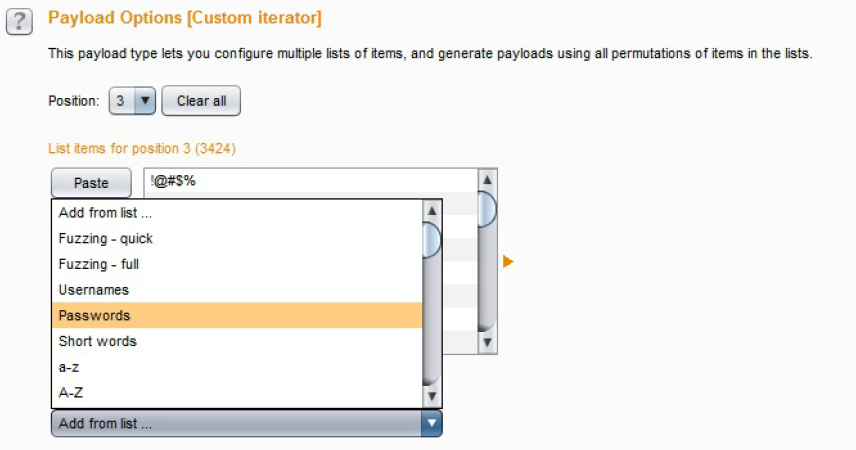 ?
Payload Options [Custom iterator]
This payload type lets you configure multiple lists of items, and generate payloads using all permutations of items in the lists.
Position: 3 Clear all
List items for position 3 (3424)
Paste !@#$%
Add from list ...
Fuzzing - quick
Fuzzing - full
Usernames
Passwords
Short words
a-z
A-Z
Add from list ...